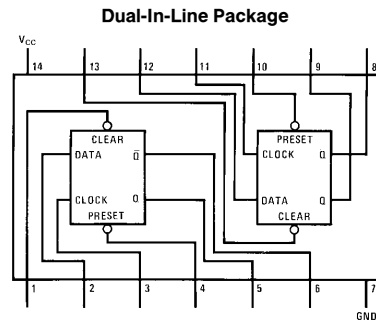 Dual-In-Line Package
VCC
14 13 12 11 10 9 8
CLEAR
DATA Q̅
CLOCK Q
PRESET
PRESET
CLOCK Q
DATA Q
CLEAR
1 2 3 4 5 6 7
GND